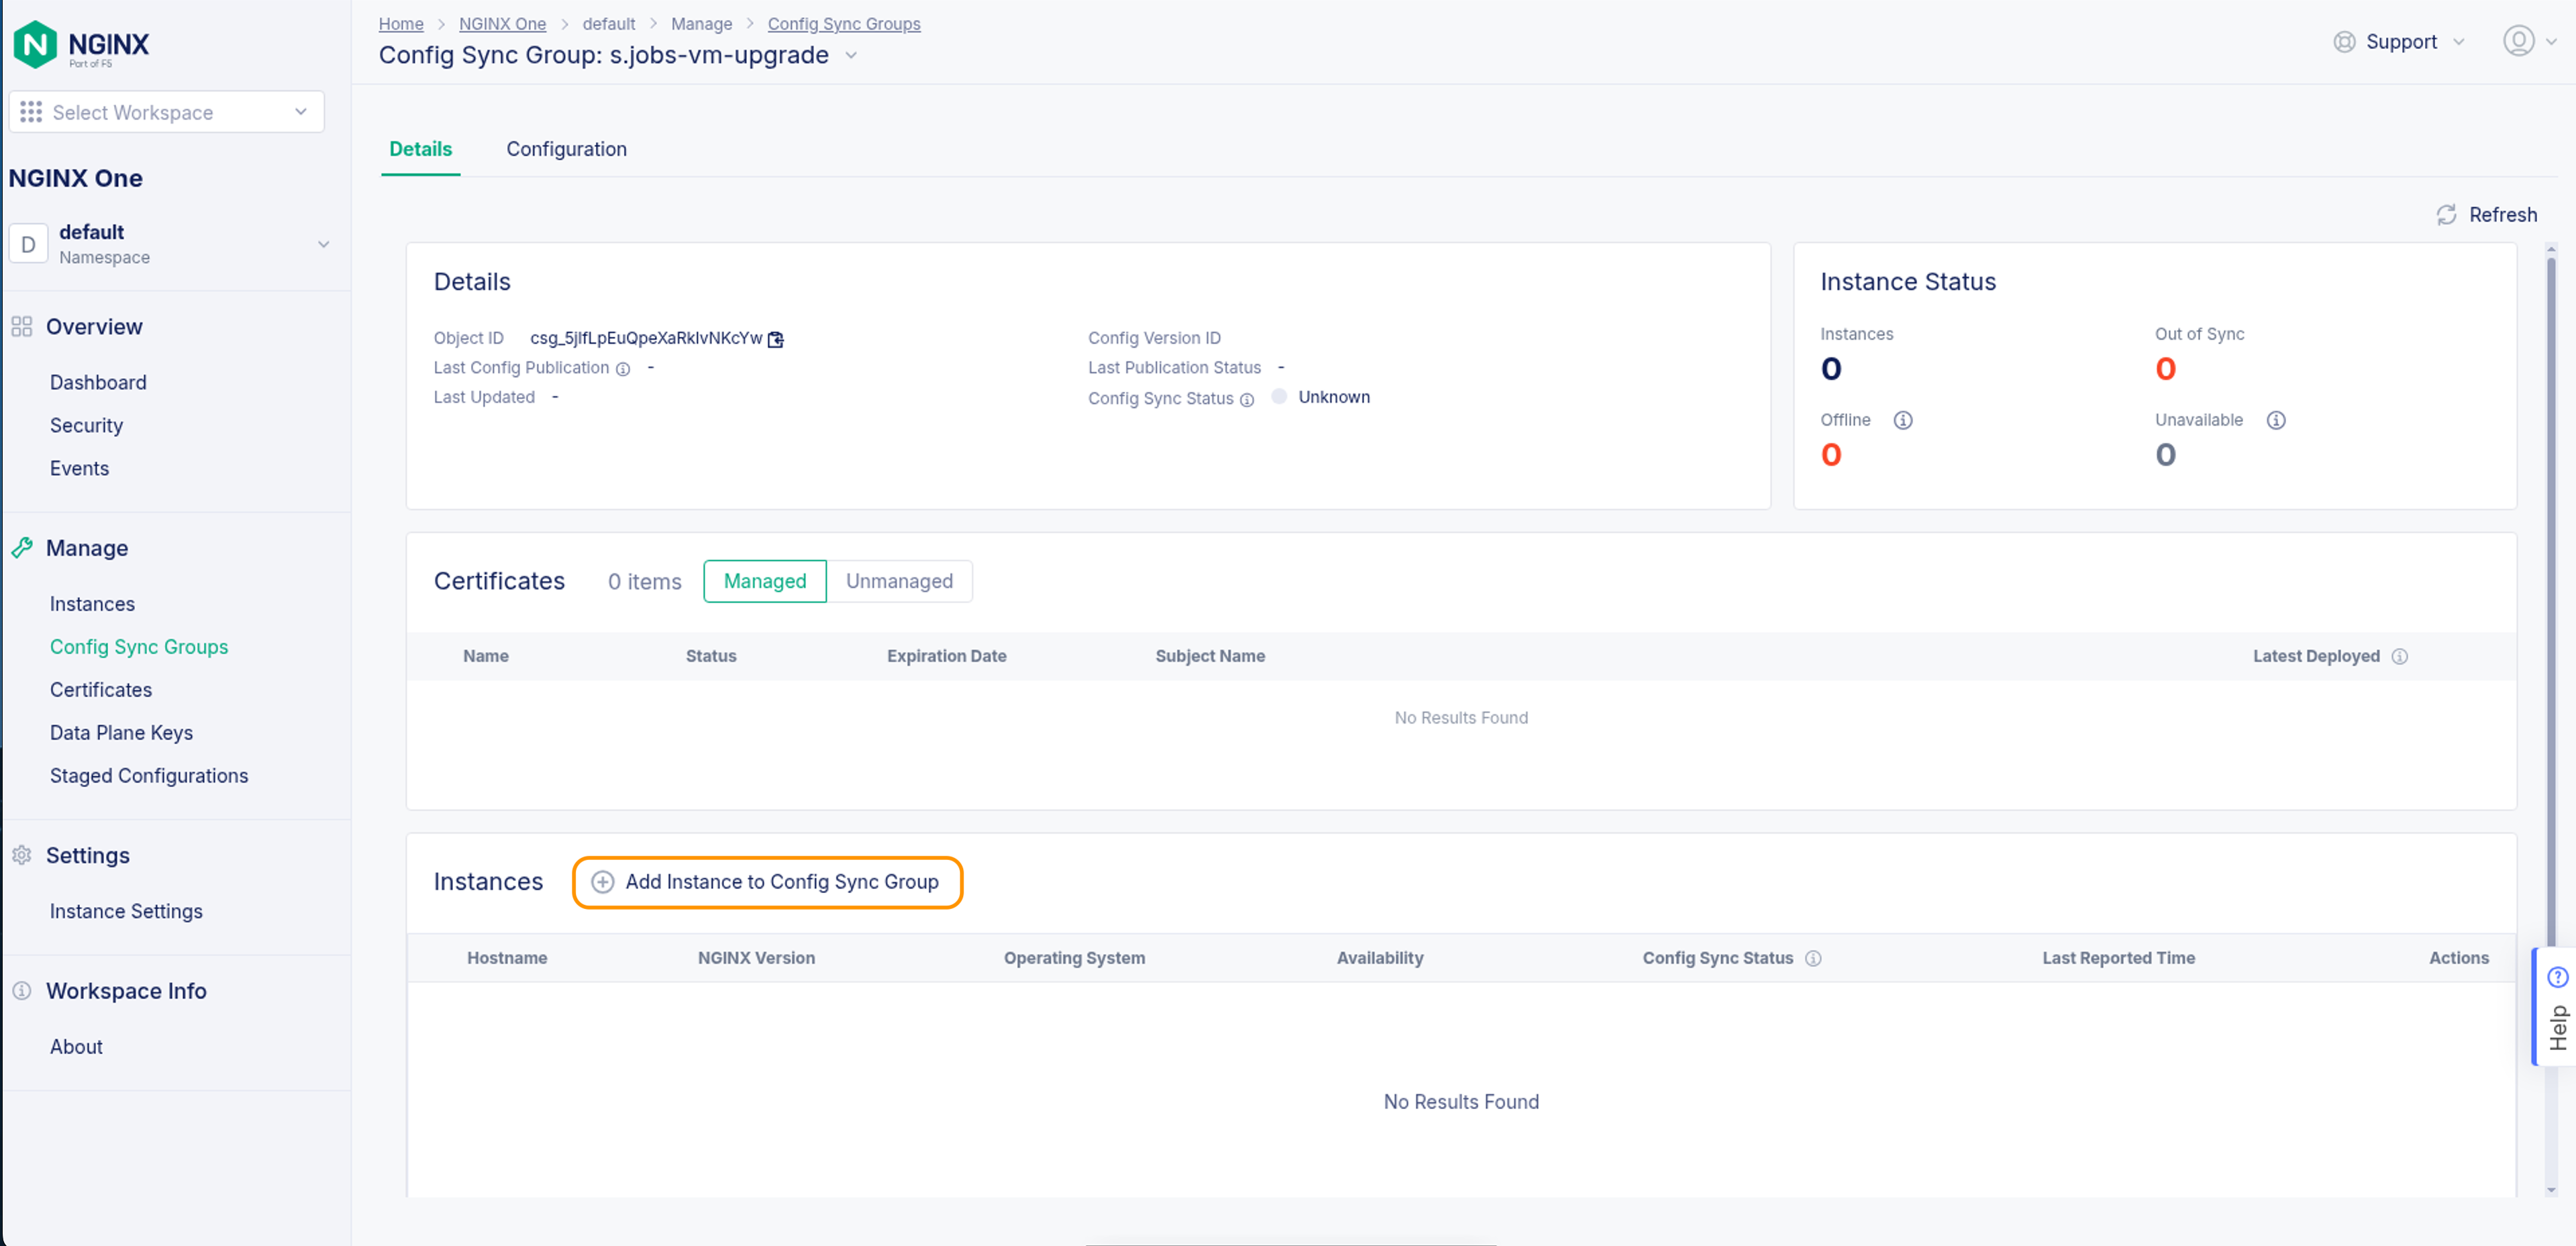 NGINX
Part of F5
Select Workspace
NGINX One
D
default
Namespace
Overview
Dashboard
Security
Events
Manage
Instances
Config Sync Groups
Certificates
Data Plane Keys
Staged Configurations
Settings
Instance Settings
Workspace Info
About
Home > NGINX One > default > Manage > Config Sync Groups
Config Sync Group: s.jobs-vm-upgrade
Support
Details Configuration
Refresh
Details
Object ID csg_5jlfLpEuQpeXaRklvNKcYw
Last Config Publication -
Last Updated -
Config Version ID
Last Publication Status -
Config Sync Status Unknown
Instance Status
Instances Out of Sync
0 0
Offline Unavailable
0 0
Certificates 0 items Managed Unmanaged
Name Status Expiration Date Subject Name Latest Deployed
No Results Found
Instances Add Instance to Config Sync Group
Hostname NGINX Version Operating System Availability Config Sync Status Last Reported Time Actions
No Results Found
Help